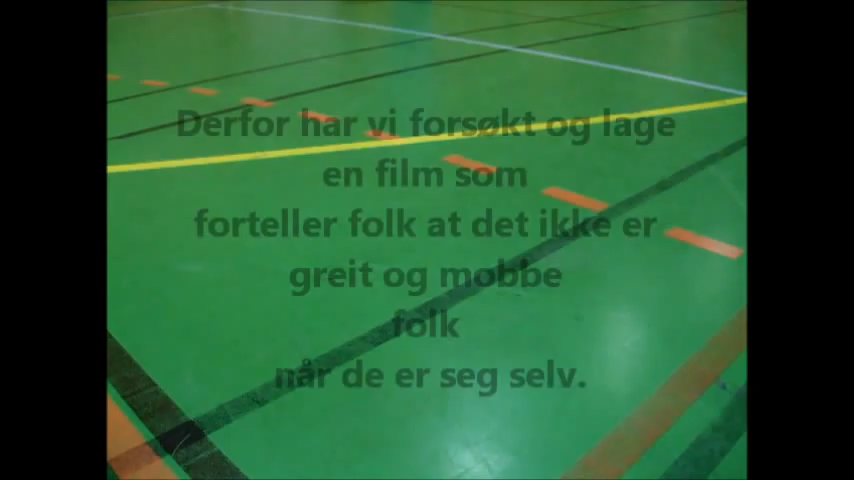 Derfor har vi forsøkt og lage
en film som
forteller folk at det ikke er
greit og mobbe
folk
når de er seg selv.